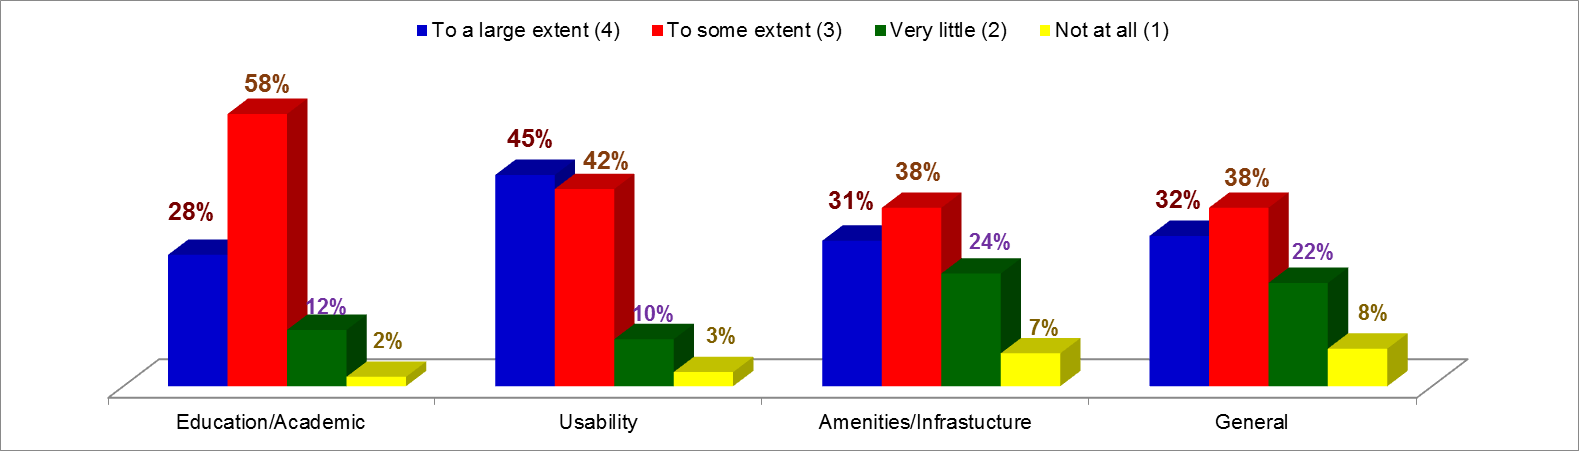 To a large extent (4) To some extent (3) Very little (2) Not at all (1)
28% 58% 12% 2%
45% 42% 10% 3%
31% 38% 24% 7%
32% 38% 22% 8%
Education/Academic Usability Amenities/Infrastucture General